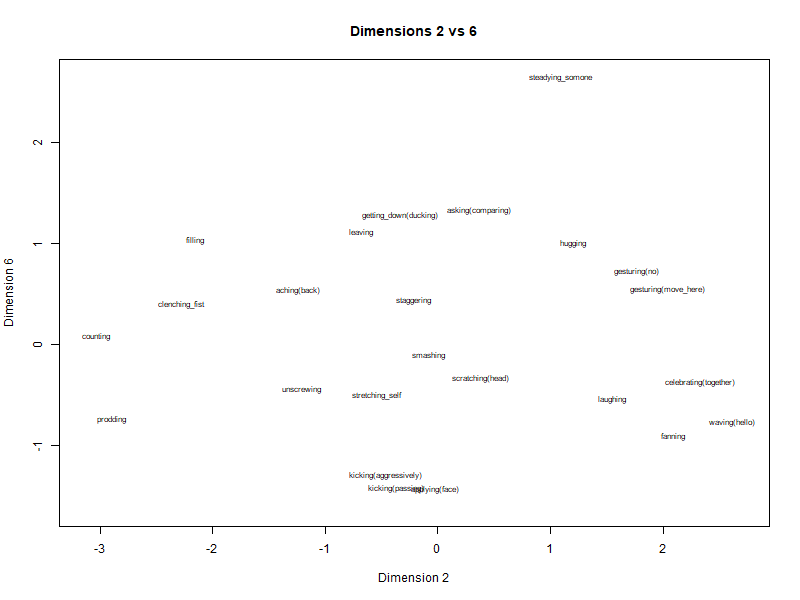 Dimensions 2 vs 6
steadying_somone
2
asking(comparing)
getting_down(ducking)
leaving
filling
hugging
1
gesturing(no)
aching(back)
gesturing(move_here)
clenching_fist
staggering
Dimension 6
counting
0
smashing
scratching(head)
celebrating(together)
unscrewing
stretching_self
laughing
prodding
waving(hello)
fanning
-1
kicking(aggressively)
kicking(passing)
applying(face)
-3 -2 -1 0 1 2
Dimension 2